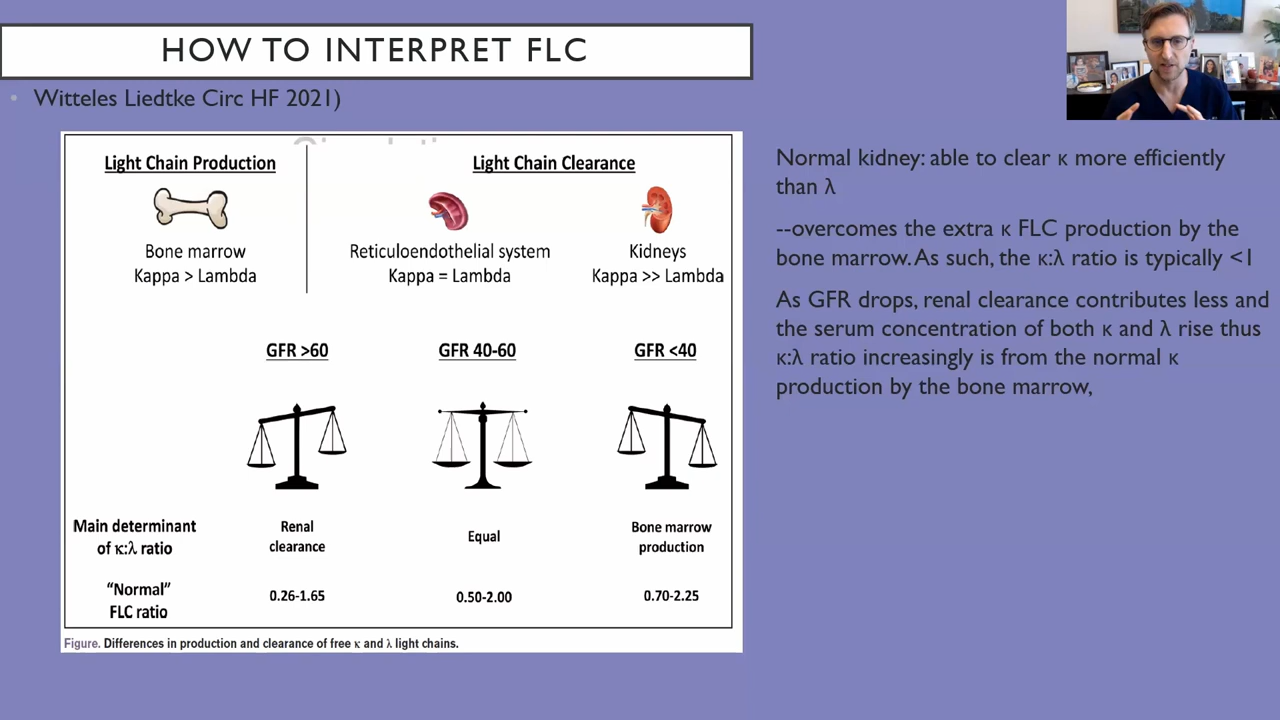 HOW TO INTERPRET FLC
• Witteles Liedtke Circ HF 2021)
Light Chain Production
Light Chain Clearance
Bone marrow
Kappa > Lambda
Reticuloendothelial system
Kappa = Lambda
Kidneys
Kappa >> Lambda
GFR >60
GFR 40-60
GFR <40
Main determinant
of κ:λ ratio
Renal
clearance
Equal
Bone marrow
production
"Normal"
FLC ratio
0.26-1.65
0.50-2.00
0.70-2.25
Figure. Differences in production and clearance of free κ and λ light chains.
Normal kidney: able to clear κ more efficiently
than λ
--overcomes the extra κ FLC production by the
bone marrow. As such, the κ:λ ratio is typically <1
As GFR drops, renal clearance contributes less and
the serum concentration of both κ and λ rise thus
κ:λ ratio increasingly is from the normal κ
production by the bone marrow,